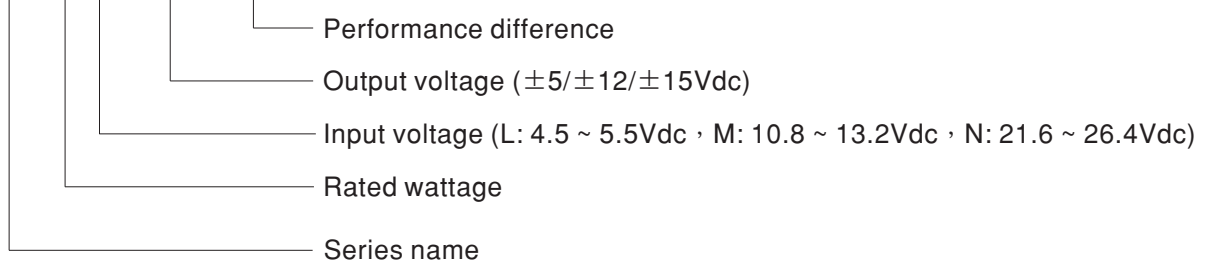 Performance difference
Output voltage (±5/±12/±15Vdc)
Input voltage (L: 4.5 ~ 5.5Vdc，M: 10.8 ~ 13.2Vdc，N: 21.6 ~ 26.4Vdc)
Rated wattage
Series name